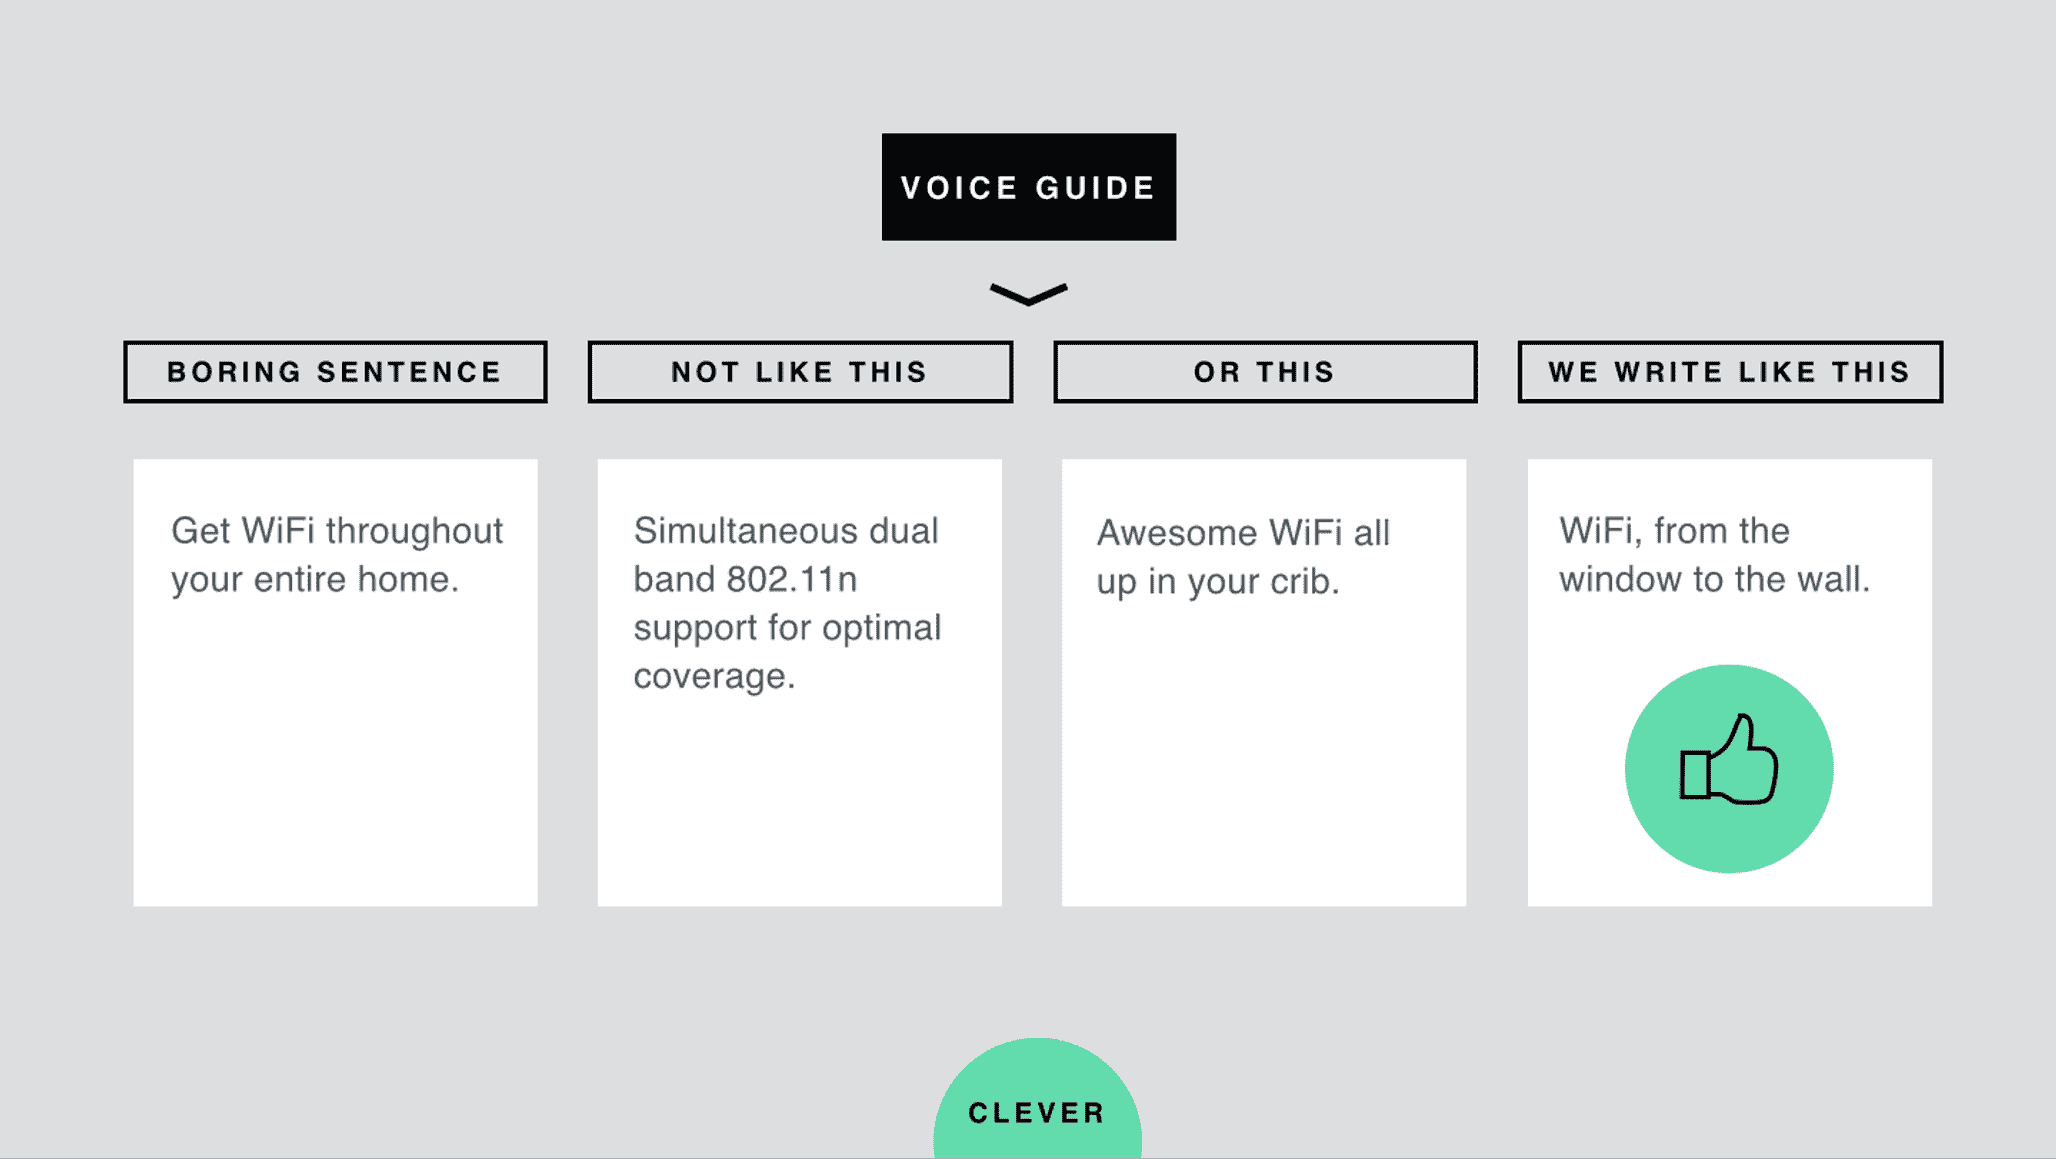 VOICE GUIDE
BORING SENTENCE
NOT LIKE THIS
OR THIS
WE WRITE LIKE THIS
Get WiFi throughout
your entire home.
Simultaneous dual
band 802.11n
support for optimal
coverage.
Awesome WiFi all
up in your crib.
WiFi, from the
window to the wall.
CLEVER